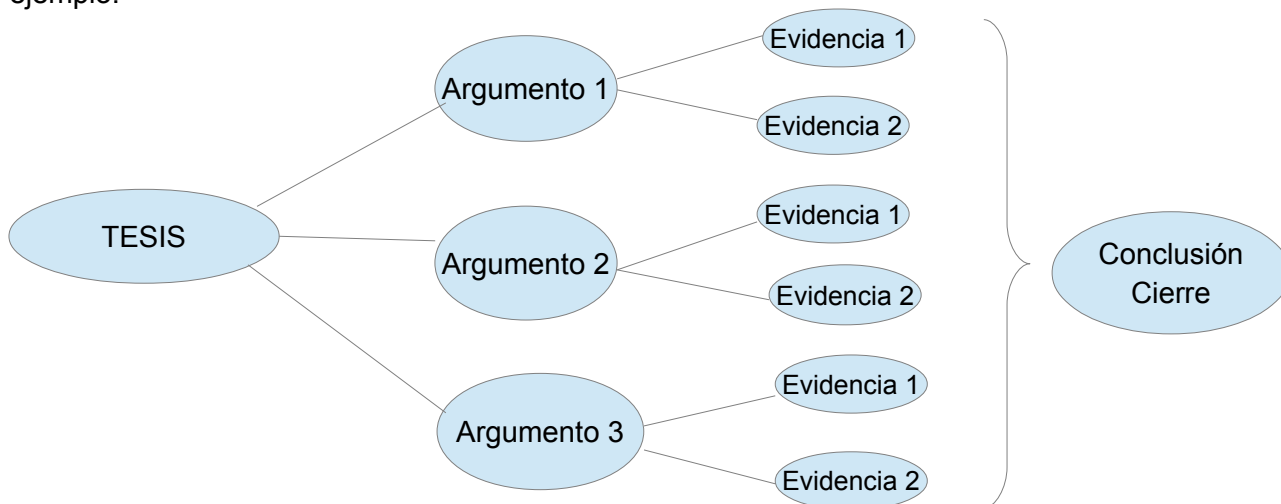 ejemplo:
Evidencia 1
Argumento 1
Evidencia 2
TESIS
Evidencia 1
Argumento 2
Evidencia 2
Conclusión
Cierre
Evidencia 1
Argumento 3
Evidencia 2